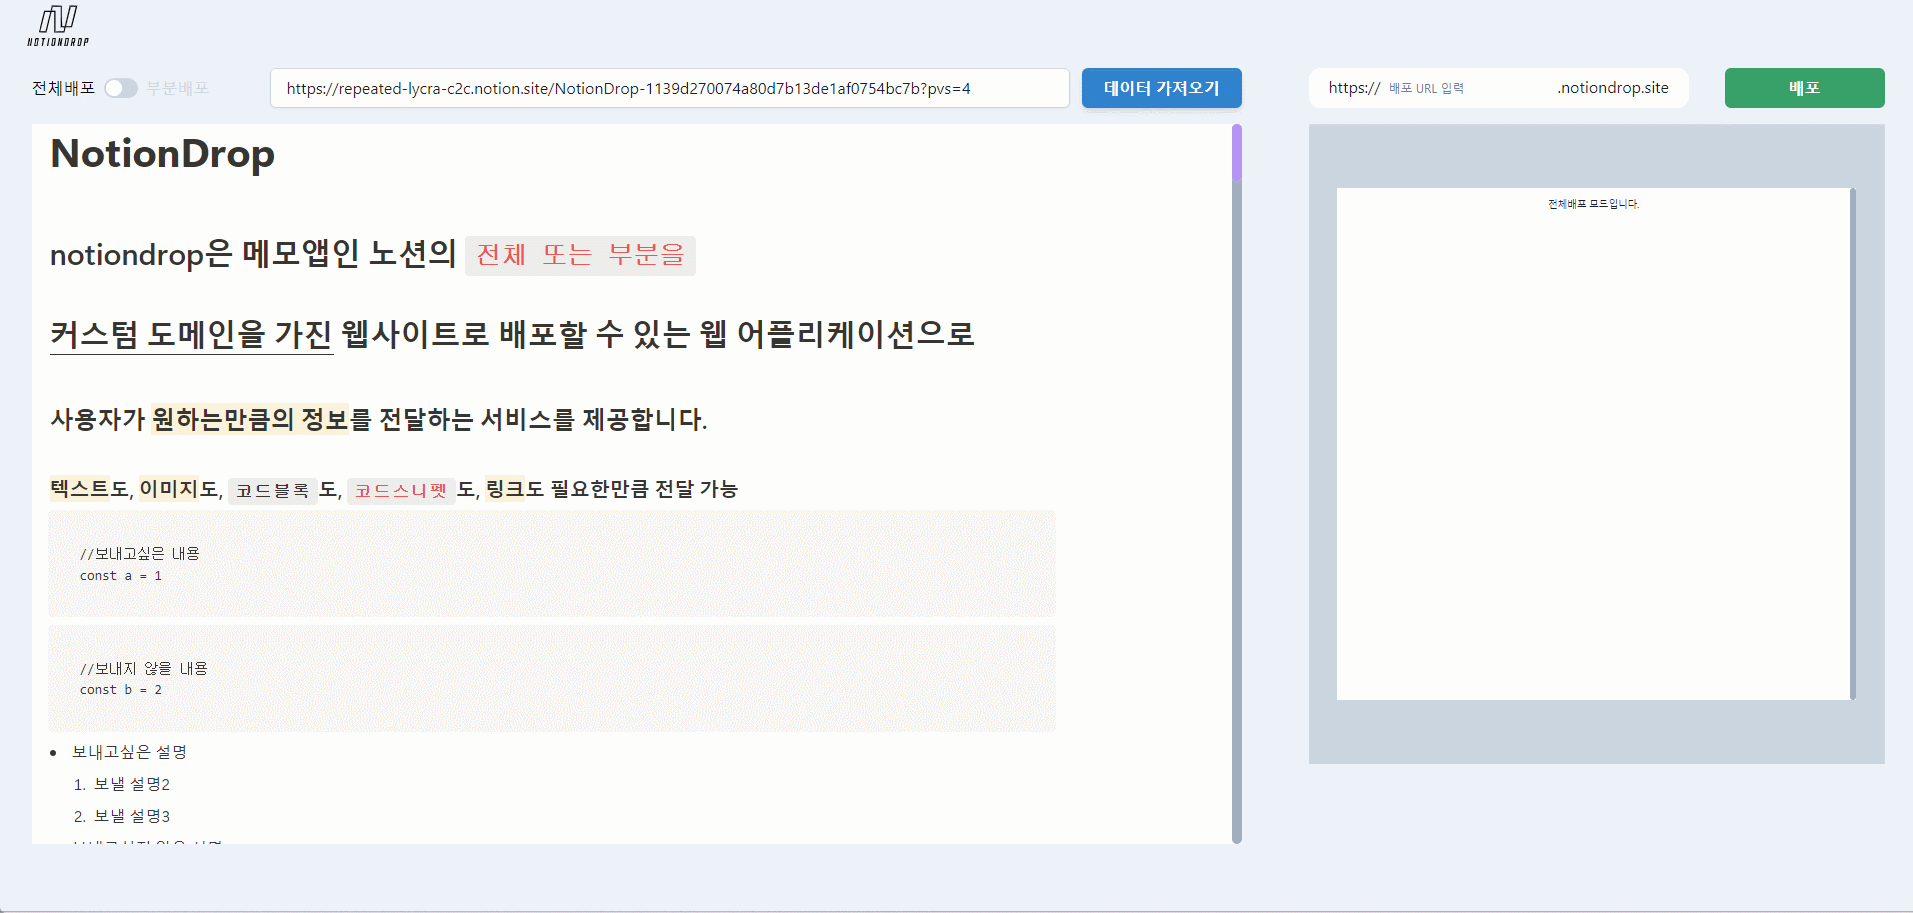 NOTIONDROP
전체배포 부분배포
https://repeated-lycra-c2c.notion.site/NotionDrop-1139d270074a80d7b13de1af0754bc7b?pvs=4
데이터 가져오기
https:// 배포 URL 입력 .notiondrop.site
배포
NotionDrop
notiondrop은 메모앱인 노션의 전체 또는 부분을
커스텀 도메인을 가진 웹사이트로 배포할 수 있는 웹 어플리케이션으로
사용자가 원하는만큼의 정보를 전달하는 서비스를 제공합니다.
텍스트도, 이미지도, 코드블록도, 코드스니펫도, 링크도 필요한만큼 전달 가능
//보내고싶은 내용
const a = 1
//보내지 않을 내용
const b = 2
• 보내고싶은 설명
1. 보낼 설명2
2. 보낼 설명3
전체배포 모드입니다.